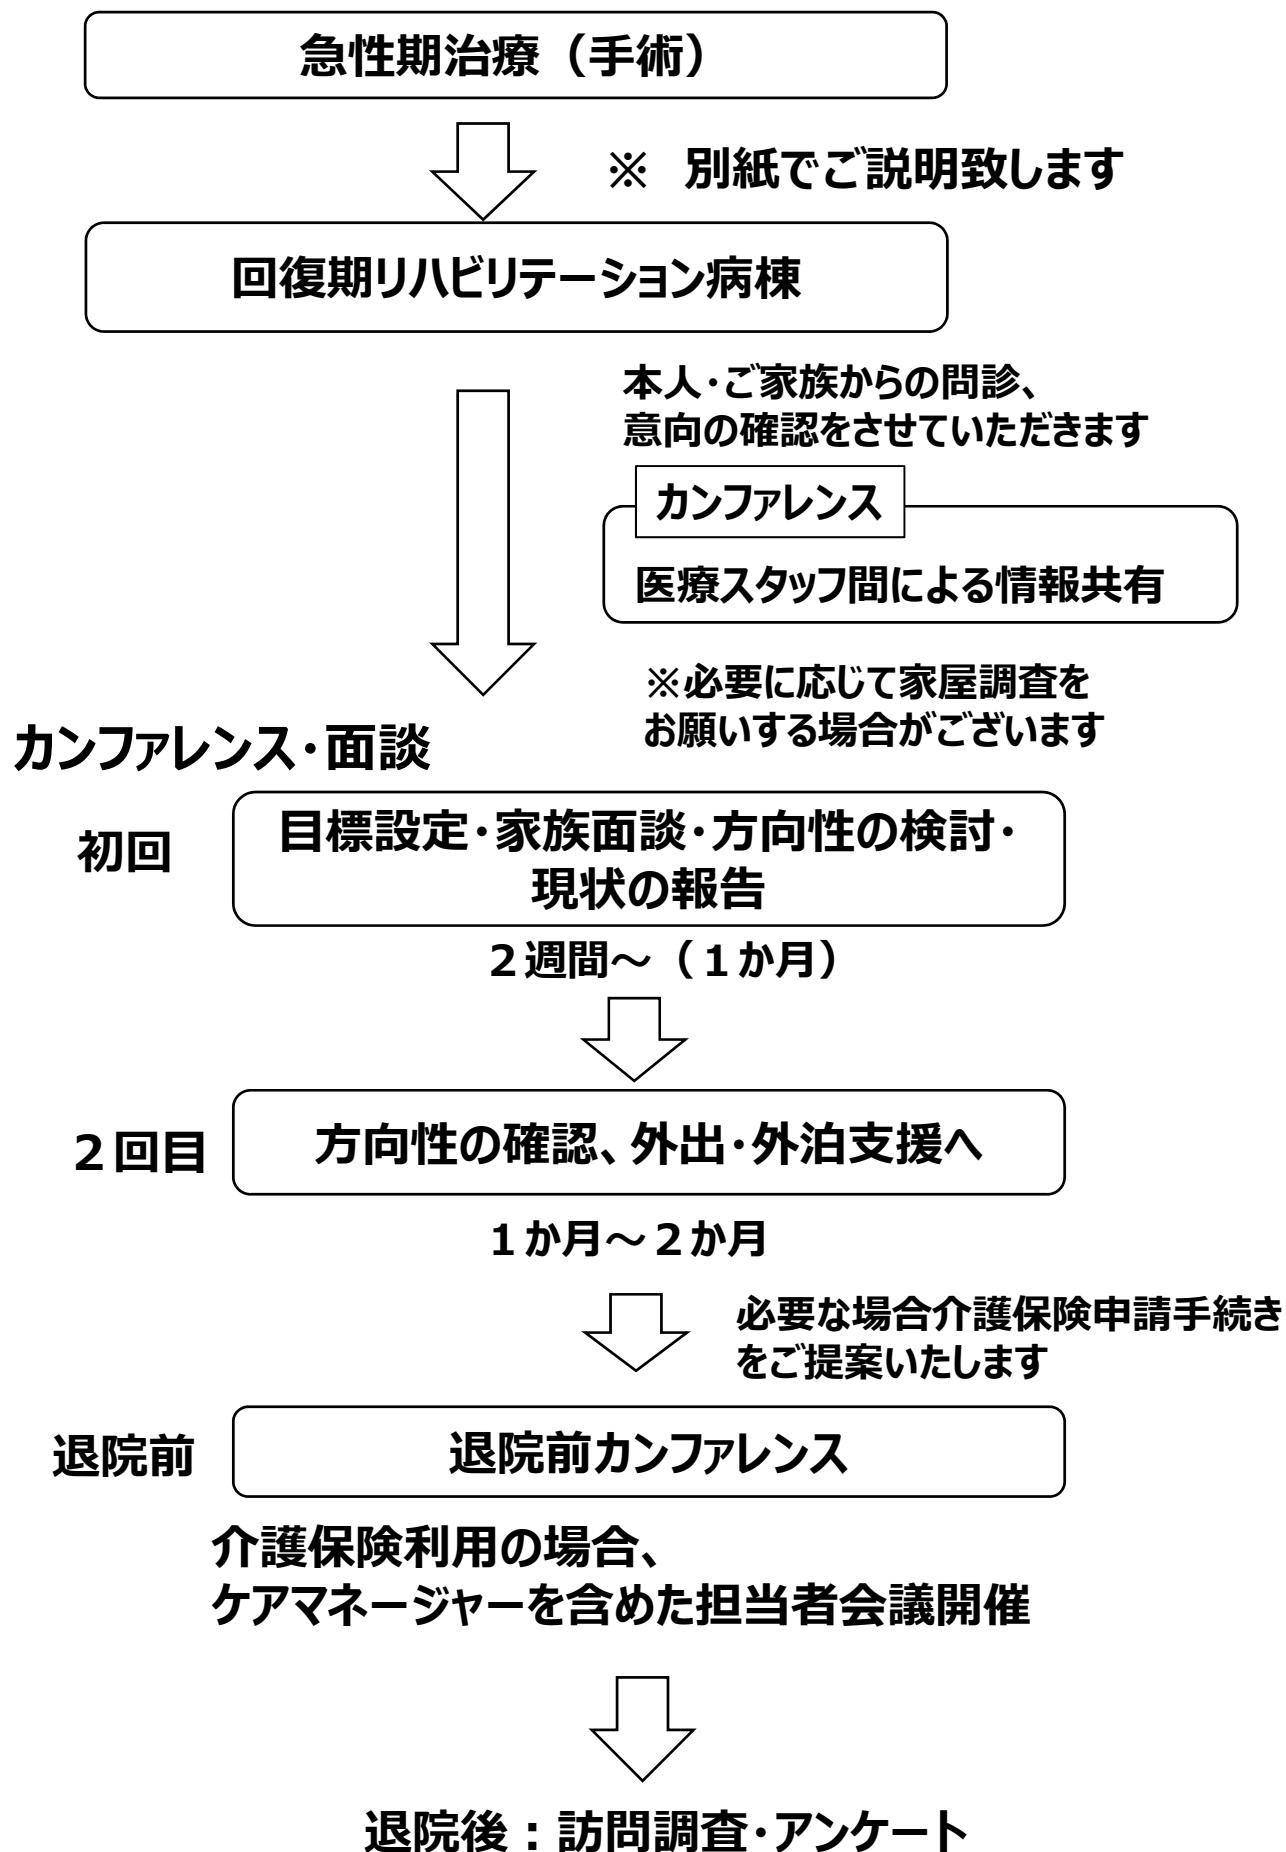 急性期治療（手術）
※　別紙でご説明致します
回復期リハビリテーション病棟
本人・ご家族からの問診、
意向の確認をさせていただきます
カンファレンス
医療スタッフ間による情報共有
※必要に応じて家屋調査を
お願いする場合がございます
カンファレンス・面談
初回
目標設定・家族面談・方向性の検討・
現状の報告
２週間～（１か月）
２回目
方向性の確認、外出・外泊支援へ
１か月～２か月
必要な場合介護保険申請手続き
をご提案いたします
退院前
退院前カンファレンス
介護保険利用の場合、
ケアマネージャーを含めた担当者会議開催
退院後：訪問調査・アンケート